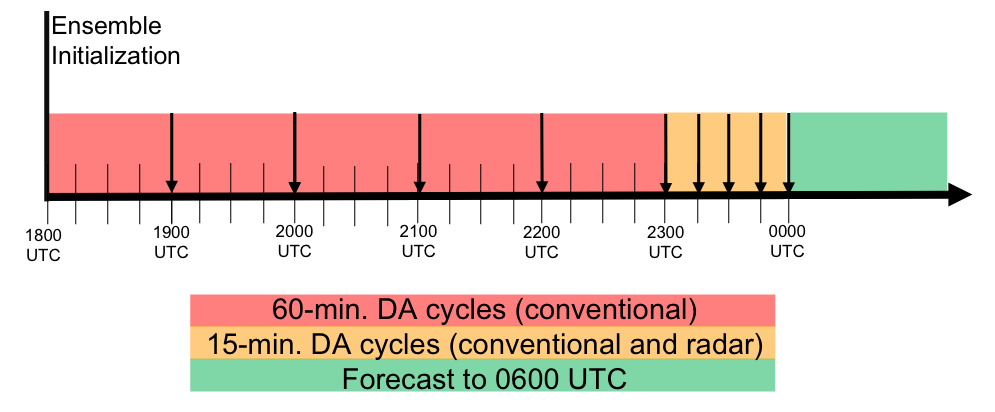 Ensemble
Initialization
1800 1900 2000 2100 2200 2300 0000
UTC UTC UTC UTC UTC UTC UTC
60-min. DA cycles (conventional)
15-min. DA cycles (conventional and radar)
Forecast to 0600 UTC